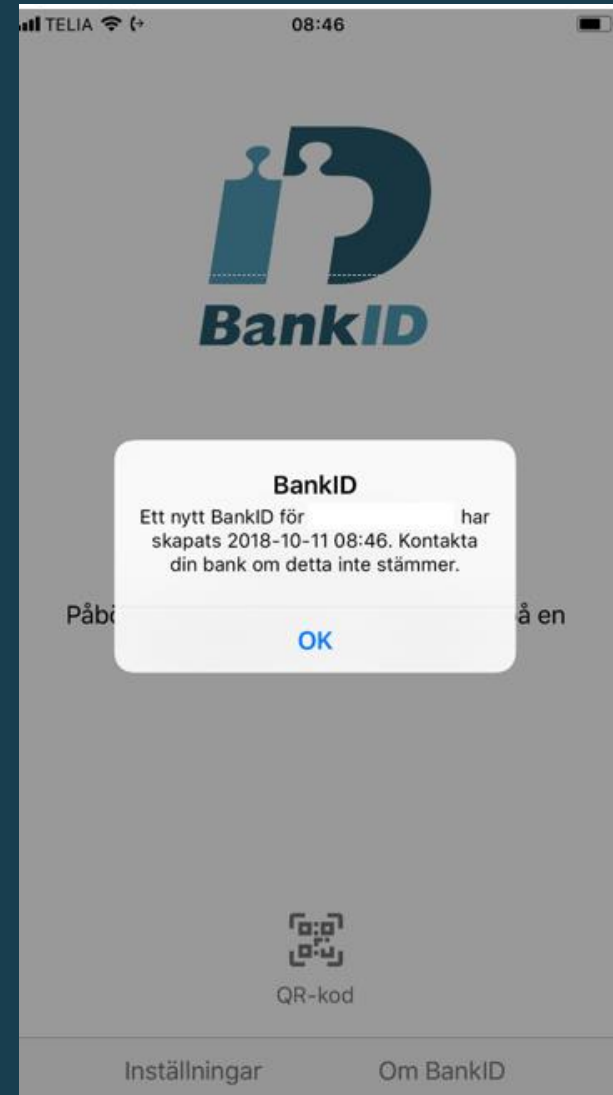 TELIA 08:46
BankID
BankID
Ett nytt BankID för har
skapats 2018-10-11 08:46. Kontakta
din bank om detta inte stämmer.
å en
OK
QR-kod
Inställningar Om BankID